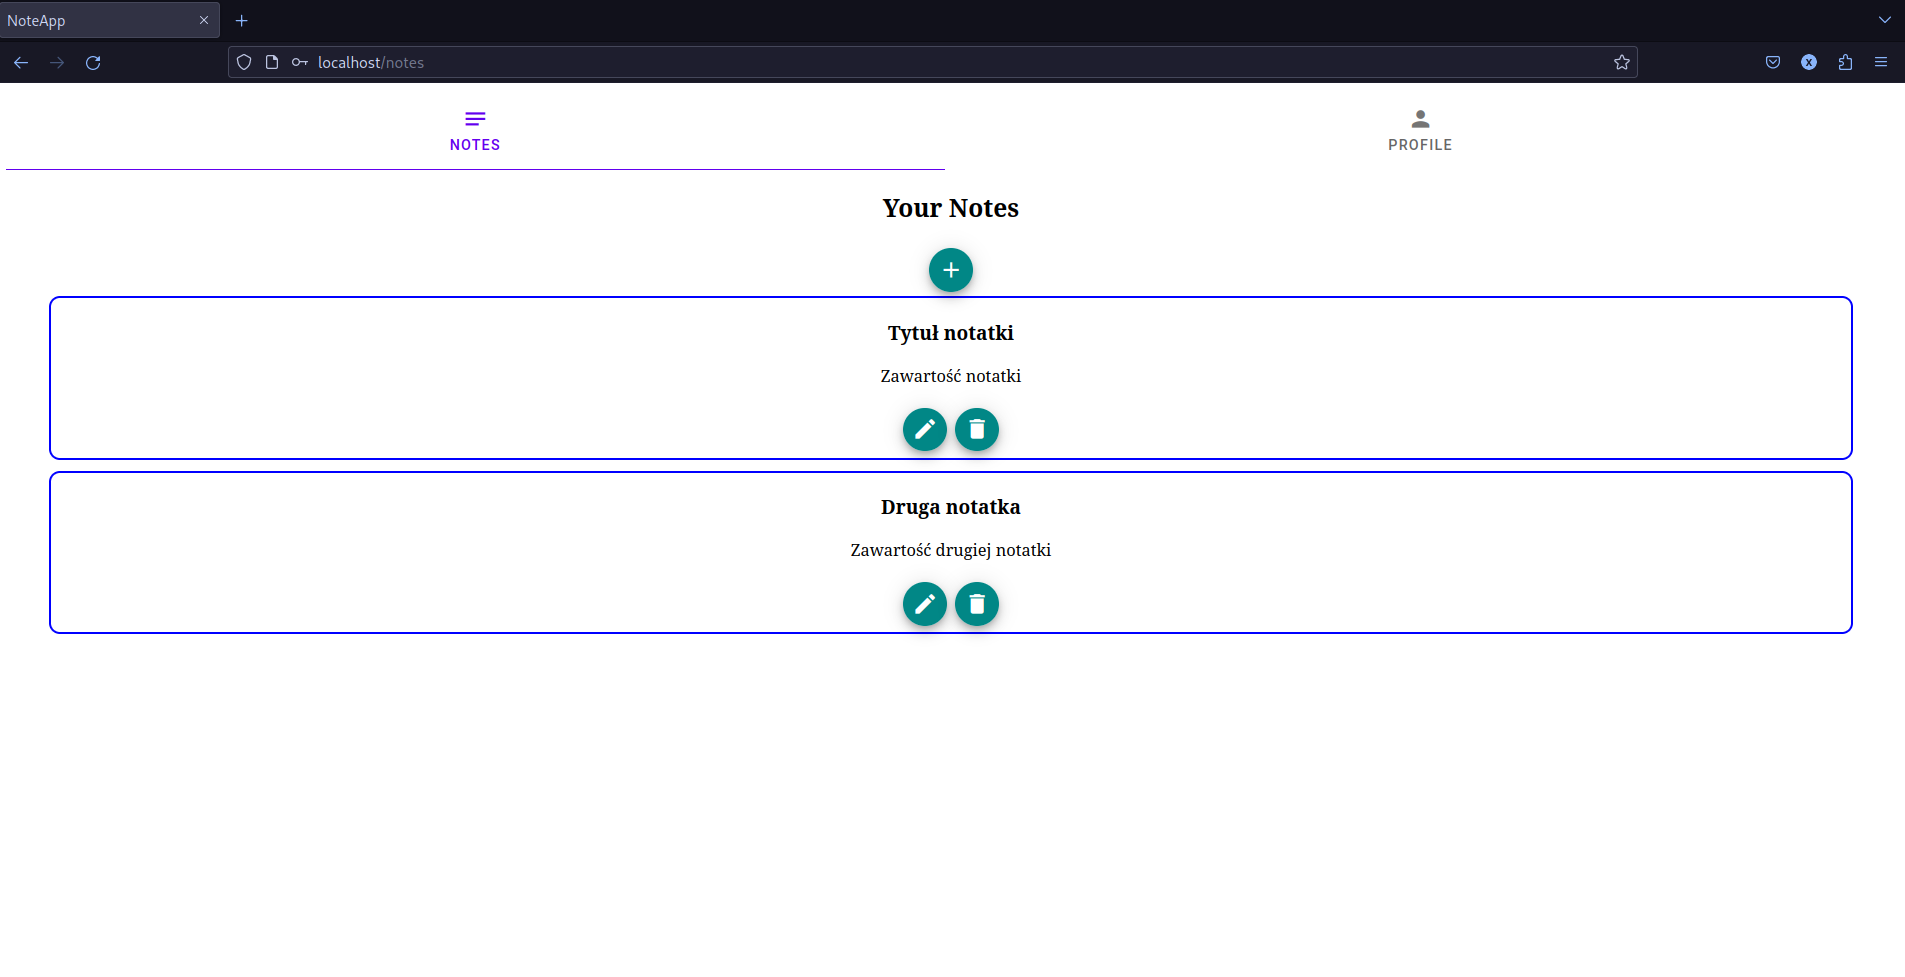 NoteApp
localhost/notes
NOTES
PROFILE
Your Notes
Tytuł notatki
Zawartość notatki
Druga notatka
Zawartość drugiej notatki